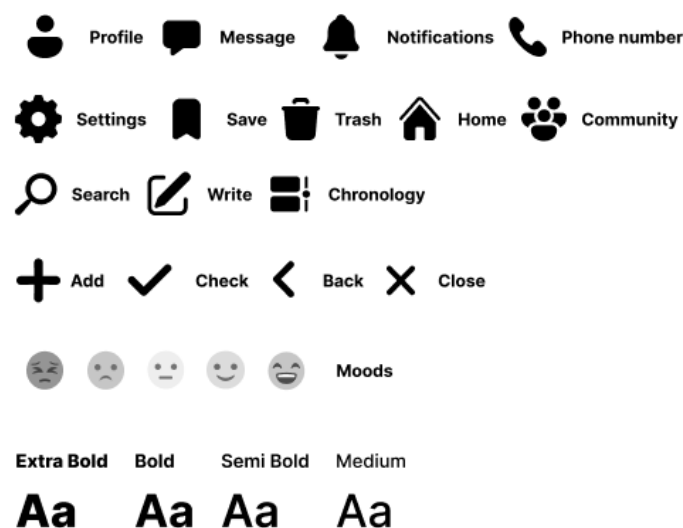 Profile Message Notifications Phone number
Settings Save Trash Home Community
Search Write Chronology
Add Check Back Close
Moods
Extra Bold Bold Semi Bold Medium
Aa Aa Aa Aa